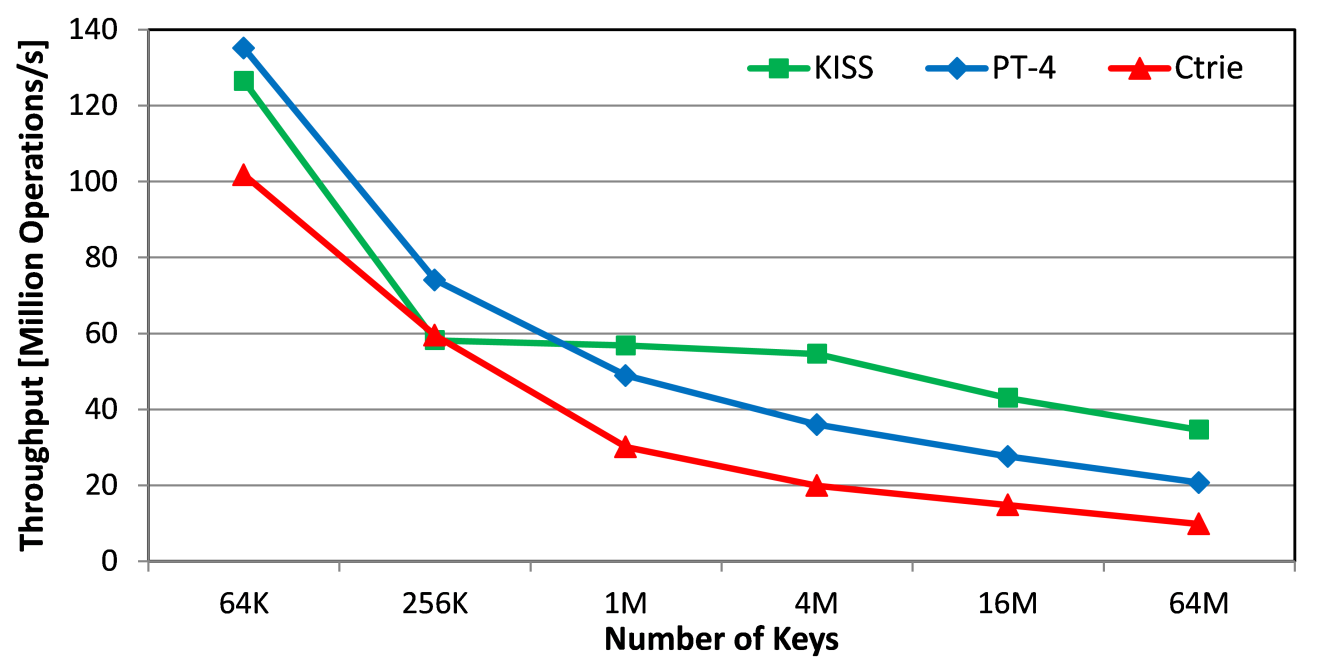 Throughput [Million Operations/s]
140
120
100
80
60
40
20
0
KISS PT-4 Ctrie
64K 256K 1M 4M 16M 64M
Number of Keys